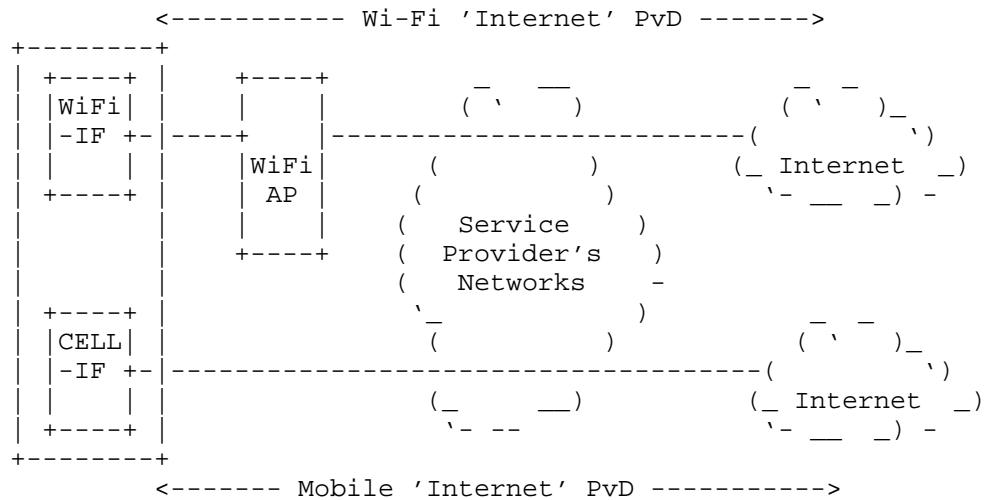 <----------- Wi-Fi 'Internet' PvD ------->
WiFi
-IF
WiFi
AP
Internet
Service
Provider's
Networks
CELL
-IF
Internet
<------- Mobile 'Internet' PvD ----------->